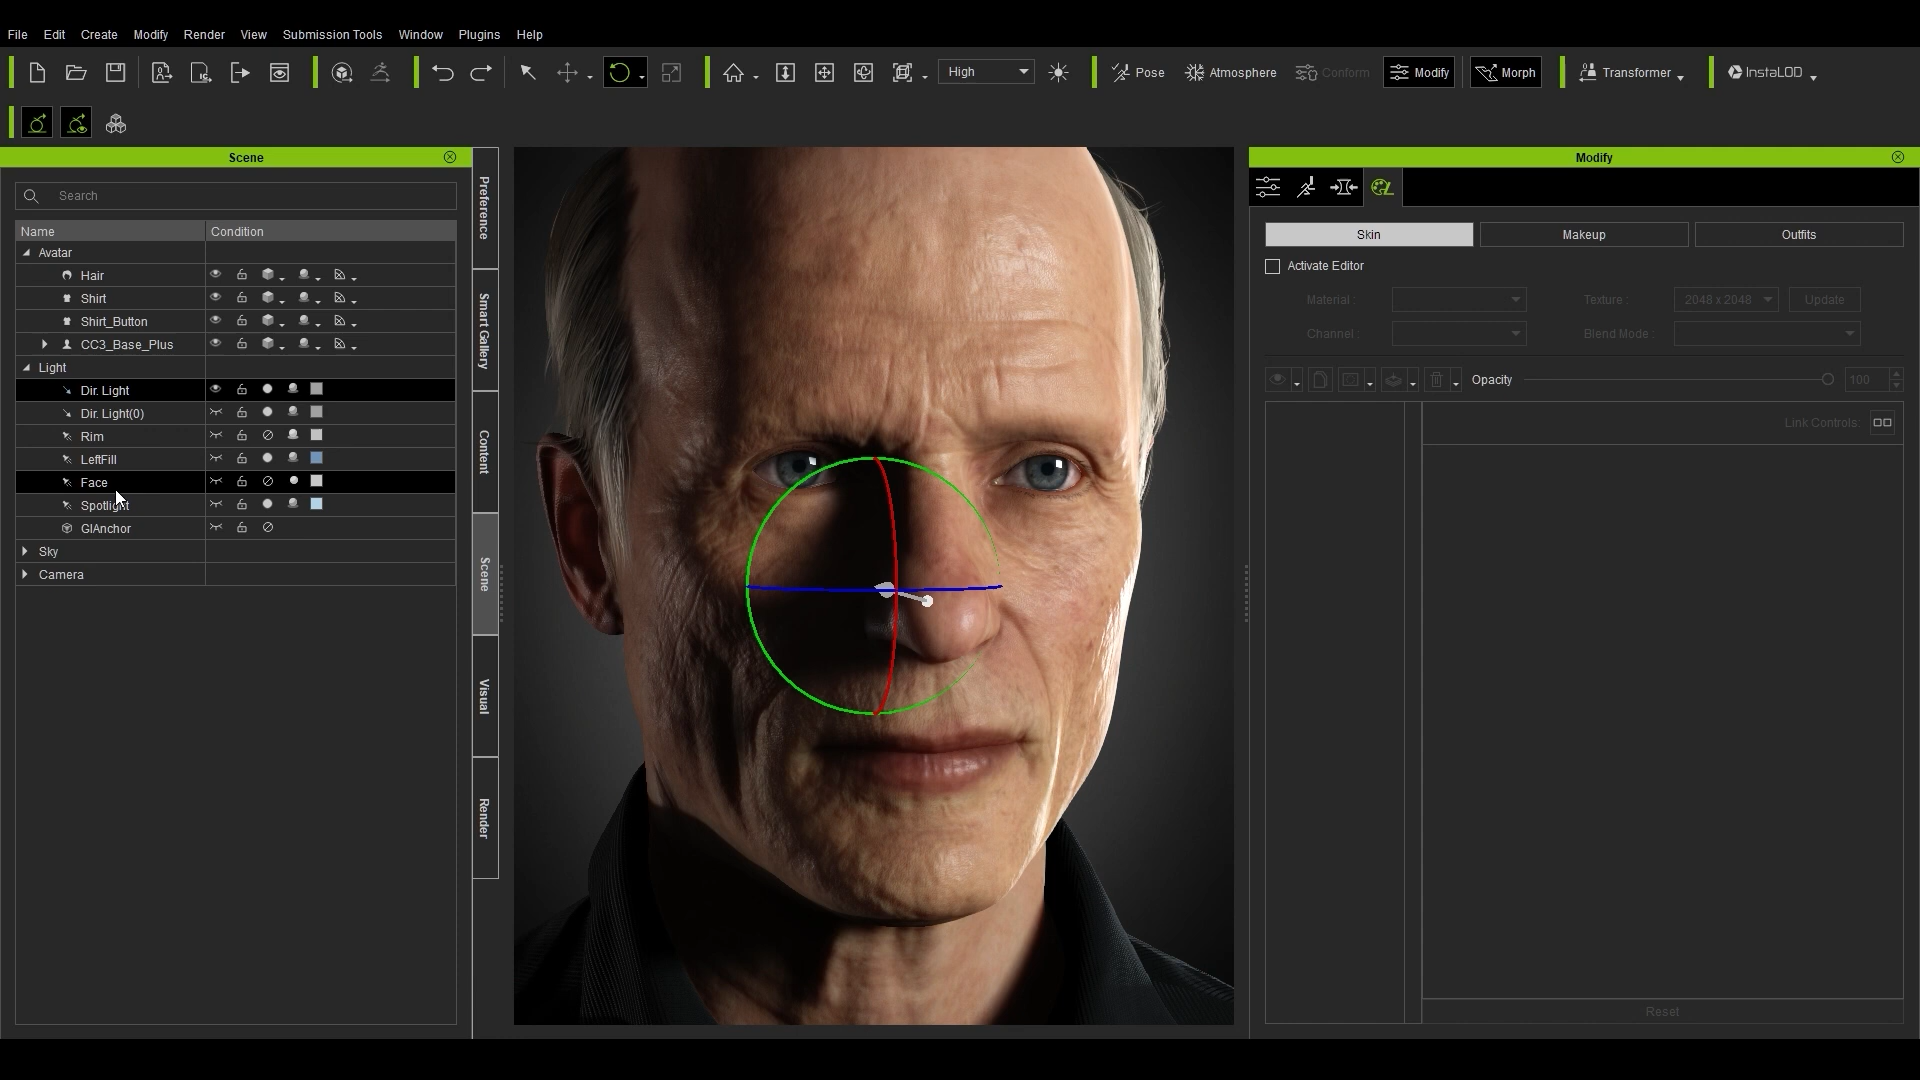 File Edit Create Modify Render View Submission Tools Window Plugins Help
High Pose Atmosphere Conform Modify Morph Transformer InstaLOD
Scene
Search
Name Condition
Avatar
Hair
Shirt
Shirt_Button
CC3_Base_Plus
Light
Dir. Light
Dir. Light(0)
Rim
LeftFill
Face
Spotlight
GIAnchor
Sky
Camera
Preference
Smart Gallery
Content
Scene
Visual
Render
Modify
Skin Makeup Outfits
Activate Editor
Material : Texture : 2048 x 2048 Update
Channel : Blend Mode :
Opacity 100
Link Controls:
Reset